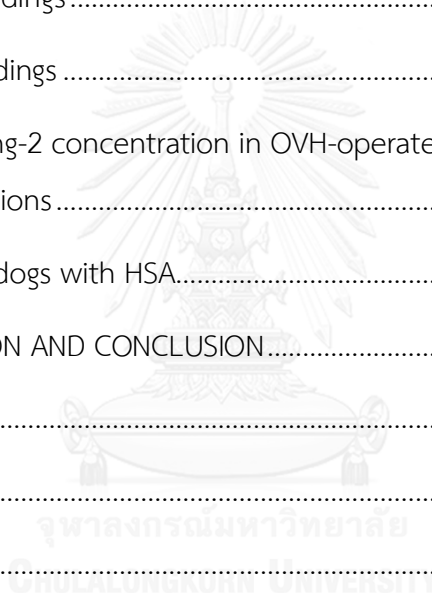 dings.............................................
dings.............................................
ng-2 concentration in OVH-operate
ions..............................................
dogs with HSA.................................
ON AND CONCLUSION........................
.......................................................
.......................................................
จุฬาลงกรณ์มหาวิทยาลัย
.......................................................
CHULALONGKORN UNIVERSITY